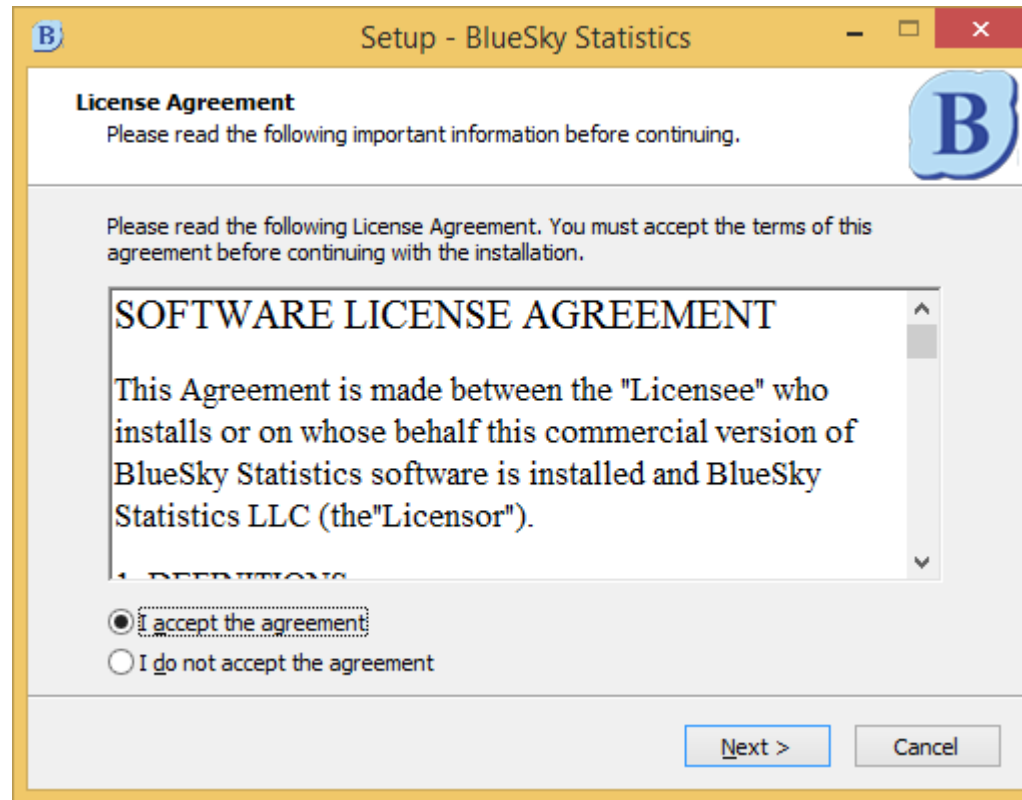 B
Setup - BlueSky Statistics
License Agreement
Please read the following important information before continuing.
B
Please read the following License Agreement. You must accept the terms of this
agreement before continuing with the installation.
SOFTWARE LICENSE AGREEMENT
This Agreement is made between the "Licensee" who
installs or on whose behalf this commercial version of
BlueSky Statistics software is installed and BlueSky
Statistics LLC (the"Licensor").
1. DEFINITIONS
I accept the agreement
I do not accept the agreement
Next >
Cancel